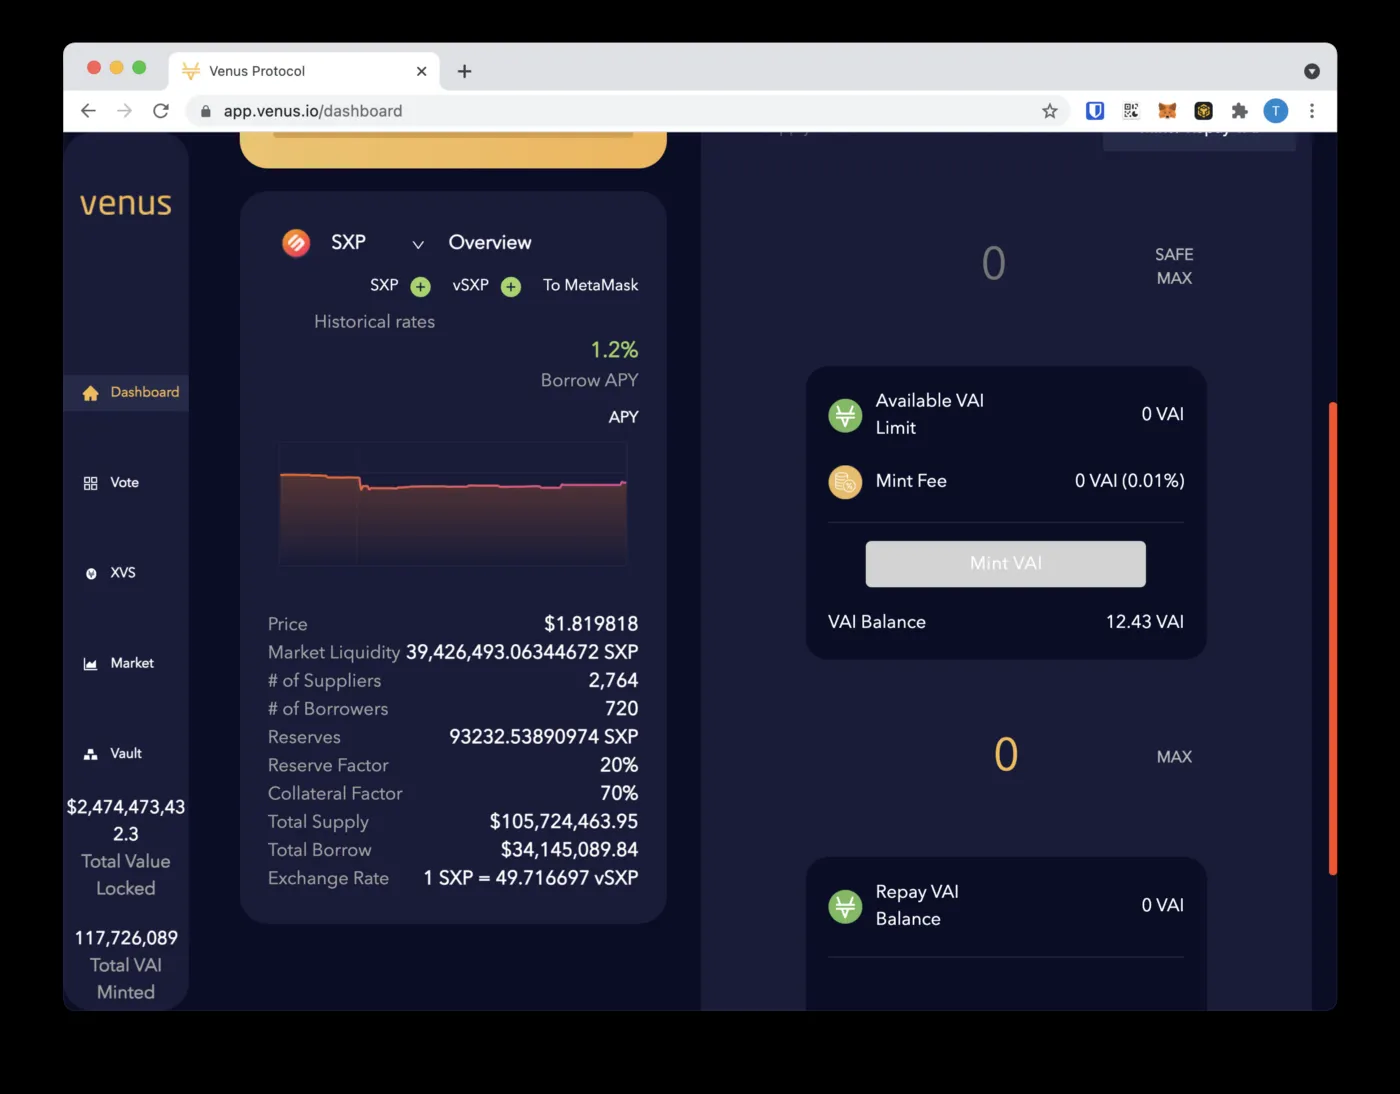 Venus Protocol
app.venus.io/dashboard
T
venus
Dashboard
Vote
XVS
Market
Vault
$2,474,473,43
2.3
Total Value
Locked
117,726,089
Total VAI
Minted
SXP Overview
SXP vSXP To MetaMask
Historical rates
1.2%
Borrow APY
APY
Price $1.819818
Market Liquidity 39,426,493.06344672 SXP
# of Suppliers 2,764
# of Borrowers 720
Reserves 93232.53890974 SXP
Reserve Factor 20%
Collateral Factor 70%
Total Supply $105,724,463.95
Total Borrow $34,145,089.84
Exchange Rate 1 SXP = 49.716697 vSXP
0
SAFE
MAX
Available VAI
Limit
0 VAI
Mint Fee 0 VAI (0.01%)
Mint VAI
VAI Balance 12.43 VAI
0 MAX
Repay VAI
Balance
0 VAI